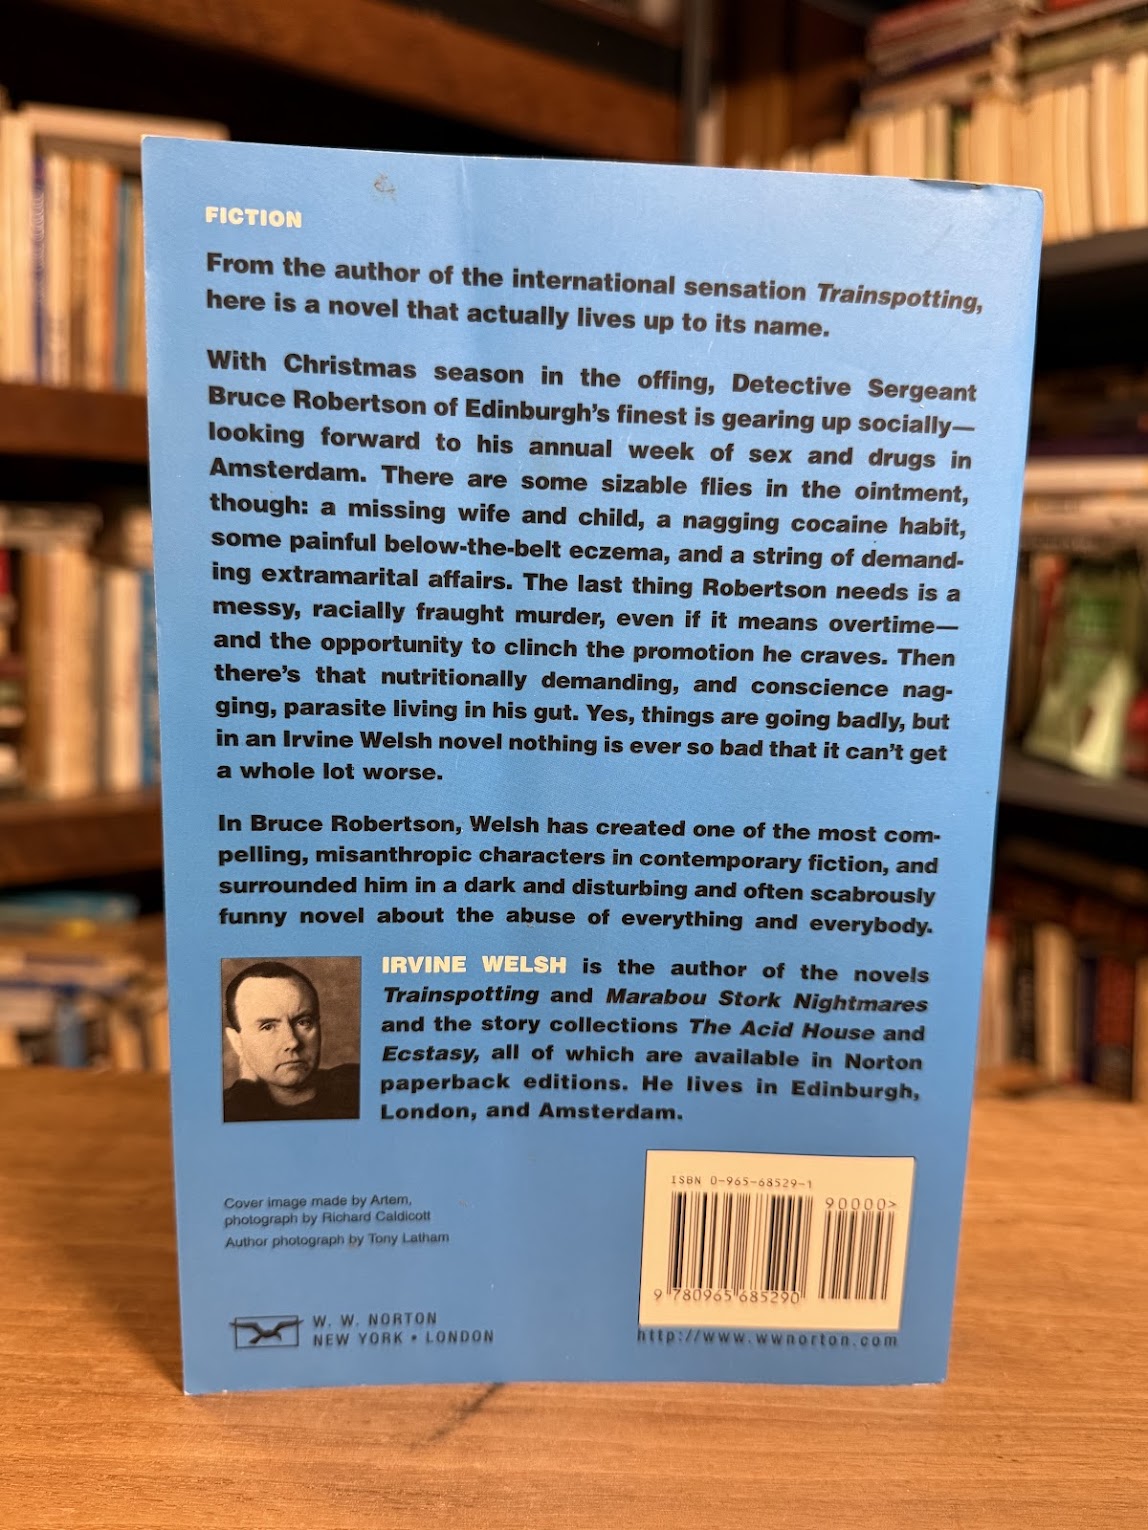 FICTION
From the author of the international sensation Trainspotting,
here is a novel that actually lives up to its name.
With Christmas season in the offing, Detective Sergeant
Bruce Robertson of Edinburgh's finest is gearing up socially—
looking forward to his annual week of sex and drugs in
Amsterdam. There are some sizable flies in the ointment,
though: a missing wife and child, a nagging cocaine habit,
some painful below-the-belt eczema, and a string of demand-
ing extramarital affairs. The last thing Robertson needs is a
messy, racially fraught murder, even if it means overtime—
and the opportunity to clinch the promotion he craves. Then
there's that nutritionally demanding, and conscience nag-
ging, parasite living in his gut. Yes, things are going badly, but
in an Irvine Welsh novel nothing is ever so bad that it can't get
a whole lot worse.
In Bruce Robertson, Welsh has created one of the most com-
pelling, misanthropic characters in contemporary fiction, and
surrounded him in a dark and disturbing and often scabrously
funny novel about the abuse of everything and everybody.
IRVINE WELSH is the author of the novels
Trainspotting and Marabou Stork Nightmares
and the story collections The Acid House and
Ecstasy, all of which are available in Norton
paperback editions. He lives in Edinburgh,
London, and Amsterdam.
Cover image made by Artem,
photograph by Richard Caldicott
Author photograph by Tony Latham
W. W. NORTON
NEW YORK • LONDON
ISBN 0-965-68529-1
90000>
9 780965 685290
http://www.wwnorton.com